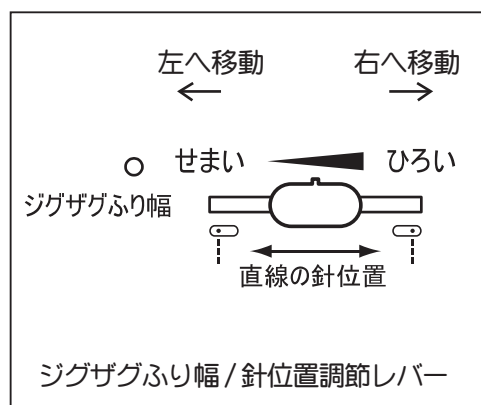 左へ移動 右へ移動
せまい ひろい
ジグザグふり幅
直線の針位置
ジグザグふり幅/針位置調節レバー